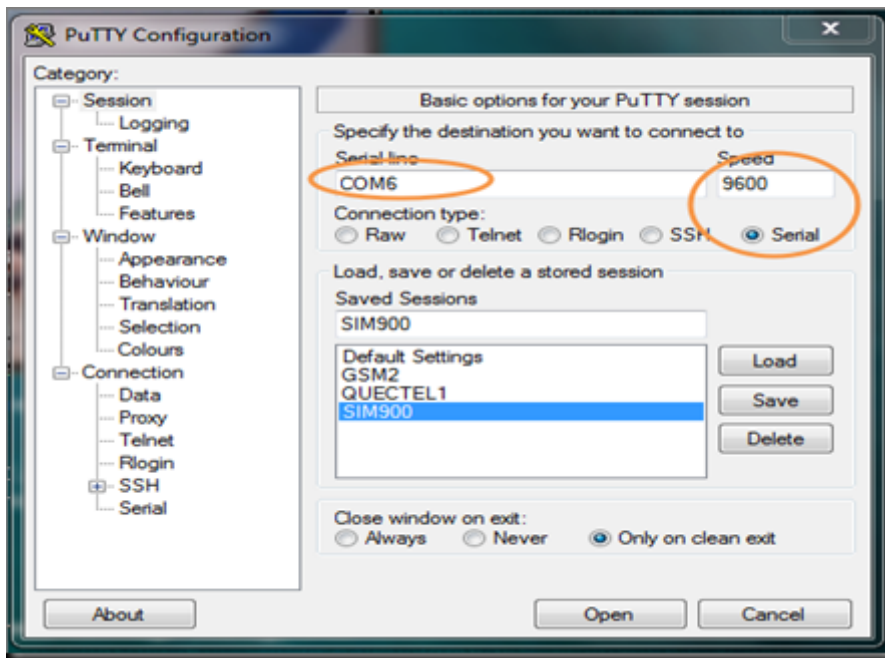 PuTTY Configuration
Category:
Session
Logging
Terminal
Keyboard
Bell
Features
Window
Appearance
Behaviour
Translation
Selection
Colours
Connection
Data
Proxy
Telnet
Rlogin
SSH
Serial
Basic options for your PuTTY session
Specify the destination you want to connect to
Serial line Speed
COM6 9600
Connection type:
Raw Telnet Rlogin SSH Serial
Load, save or delete a stored session
Saved Sessions
SIM900
Default Settings
GSM2
QUECTEL1
SIM900
Load
Save
Delete
Close window on exit:
Always Never Only on clean exit
About Open Cancel